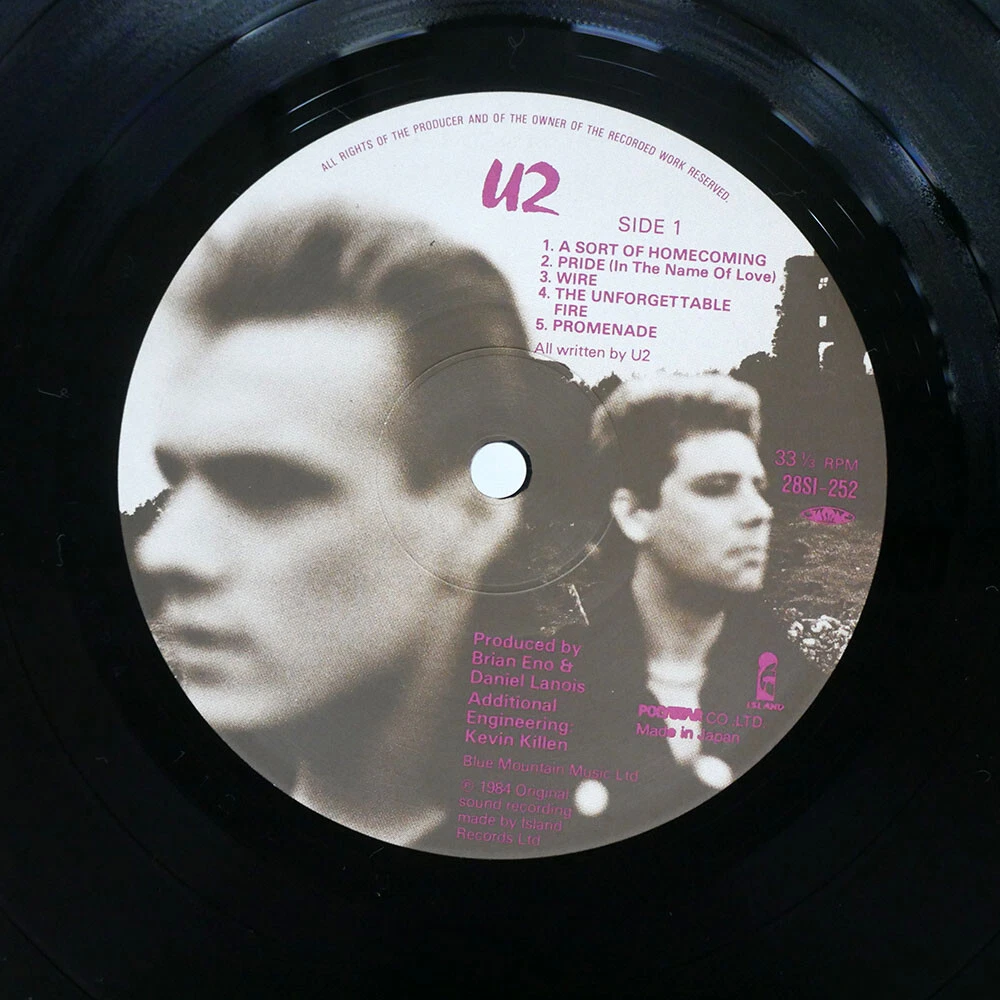 ALL RIGHTS OF THE PRODUCER AND OF THE OWNER OF THE RECORDED WORK RESERVED.
U2
SIDE 1
1. A SORT OF HOMECOMING
2. PRIDE (In The Name Of Love)
3. WIRE
4. THE UNFORGETTABLE
FIRE
5. PROMENADE
All written by U2
33 1/3 RPM
28SI-252
Produced by
Brian Eno &
Daniel Lanois
Additional
Engineering:
Kevin Killen
Blue Mountain Music Ltd
℗ 1984 Original
sound recording
made by Island
Records Ltd
ISLAND
CO.,LTD.
Made in Japan